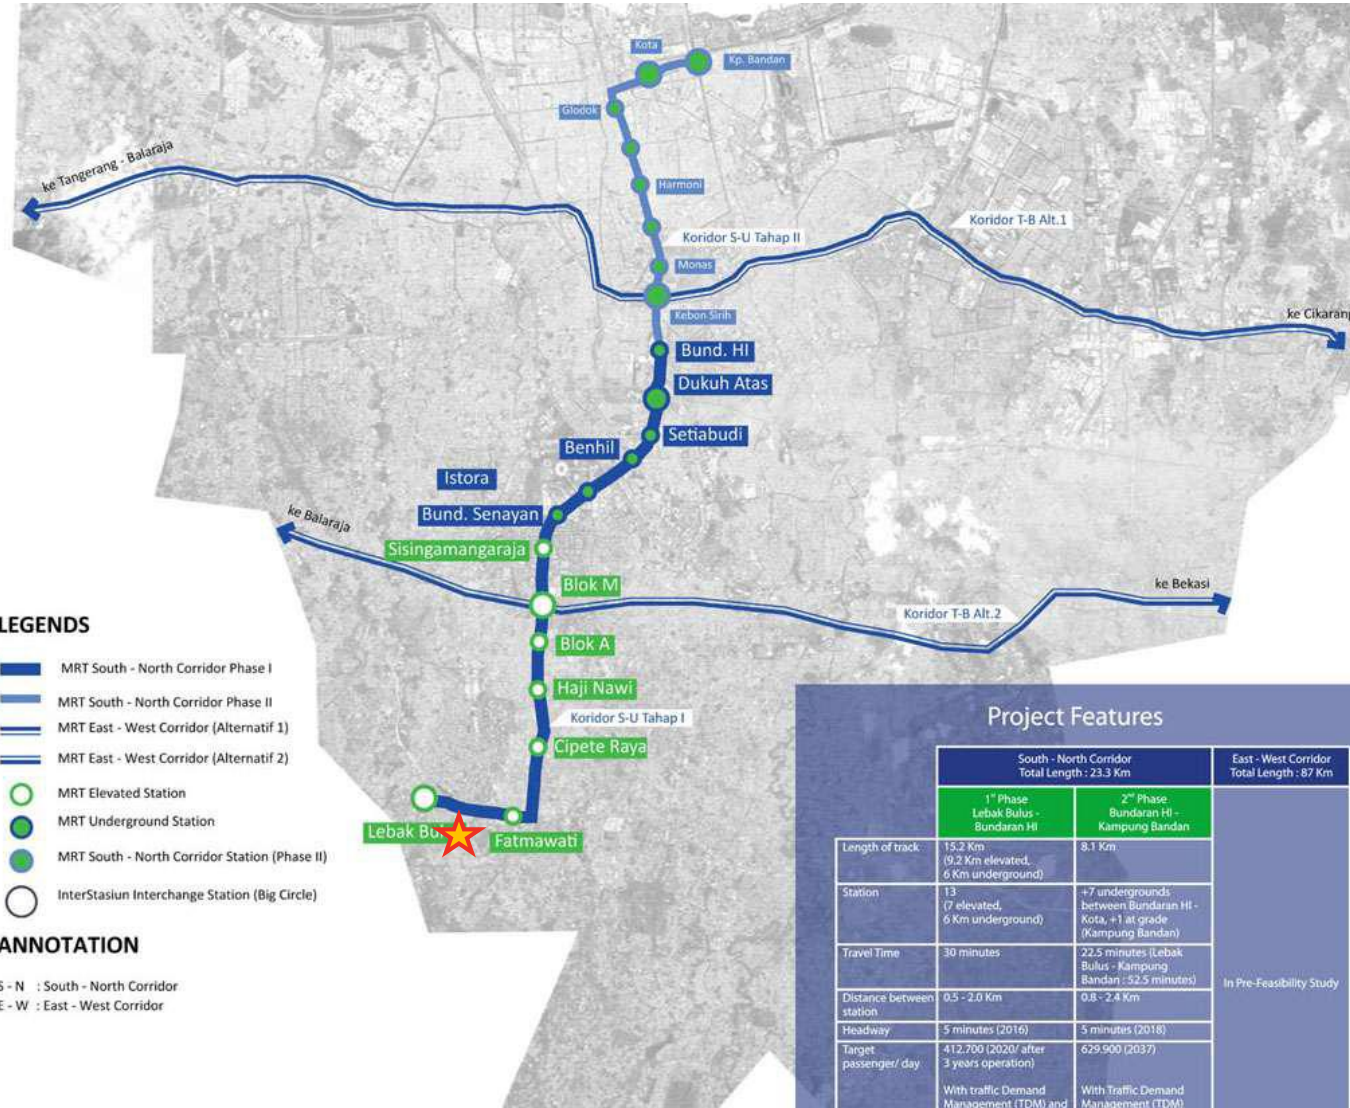 Kota
Kp. Bandan
Glodok
ke Tangerang - Balaraja
Harmoni
Koridor T-B Alt.1
Koridor S-U Tahap II
Monas
Kebon Sirih
ke Cikarang
Bund. HI
Dukuh Atas
Setiabudi
Benhil
Istora
Bund. Senayan
ke Balaraja
Sisingamangaraja
Blok M
ke Bekasi
Koridor T-B Alt.2
Blok A
Haji Nawi
Koridor S-U Tahap I
Cipete Raya
Lebak Bu
Fatmawati
LEGENDS
MRT South - North Corridor Phase I
MRT South - North Corridor Phase II
MRT East - West Corridor (Alternatif 1)
MRT East - West Corridor (Alternatif 2)
MRT Elevated Station
MRT Underground Station
MRT South - North Corridor Station (Phase II)
InterStasiun Interchange Station (Big Circle)
ANNOTATION
S - N : South - North Corridor
E - W : East - West Corridor
Project Features
South - North Corridor
Total Length : 23.3 Km
East - West Corridor
Total Length : 87 Km
1st Phase
Lebak Bulus -
Bundaran HI
2nd Phase
Bundaran HI -
Kampung Bandan
Length of track
15.2 Km
(9.2 Km elevated,
6 Km underground)
8.1 Km
Station
13
(7 elevated,
6 Km underground)
+7 undergrounds
between Bundaran HI -
Kota, +1 at grade
(Kampung Bandan)
Travel Time
30 minutes
22.5 minutes (Lebak
Bulus - Kampung
Bandan : 52.5 minutes)
In Pre-Feasibility Study
Distance between
station
0.5 - 2.0 Km
0.8 - 2.4 Km
Headway
5 minutes (2016)
5 minutes (2018)
Target
passenger/ day
412.700 (2020/ after
3 years operation)
629.900 (2037)
With traffic Demand
Management (TDM) and
With Traffic Demand
Management (TDM)